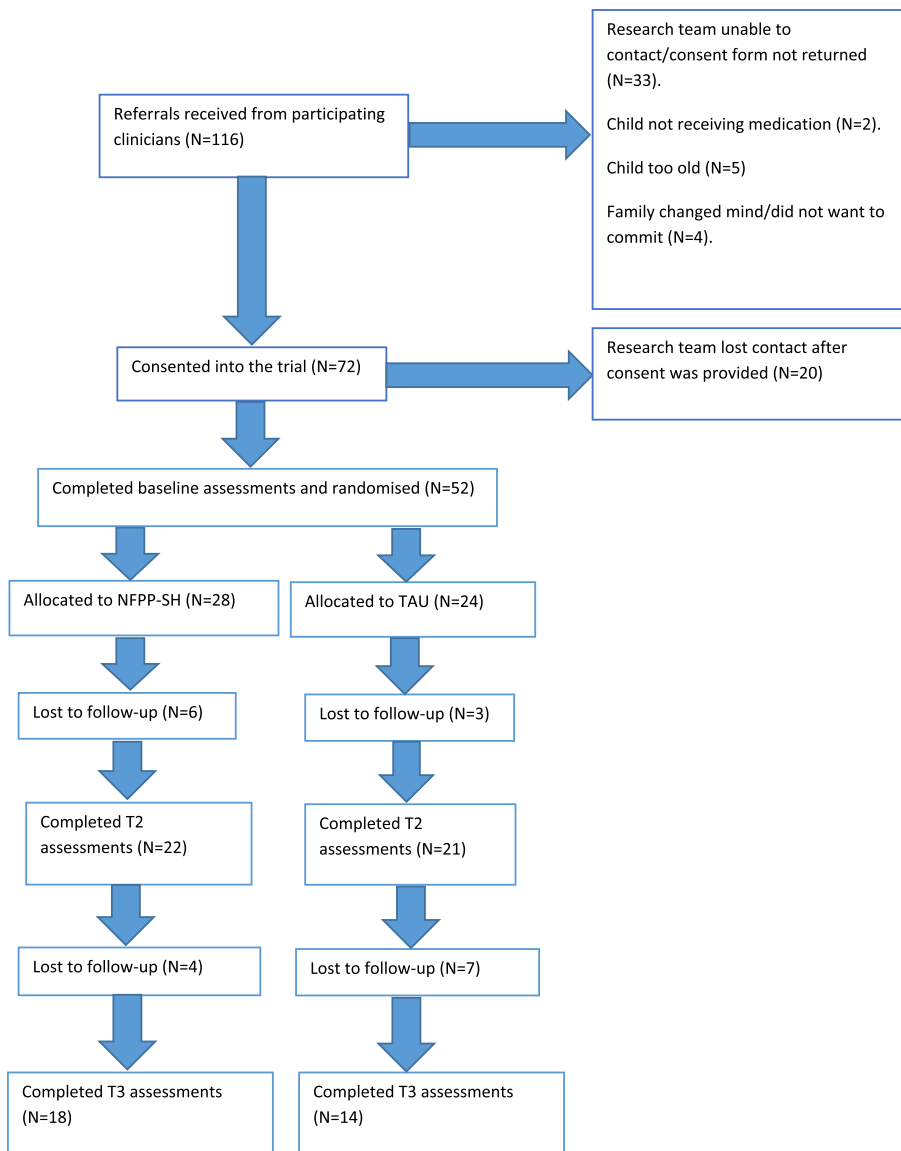 Referrals received from participating
clinicians (N=116)
Research team unable to
contact/consent form not returned
(N=33).
Child not receiving medication (N=2).
Child too old (N=5)
Family changed mind/did not want to
commit (N=4).
Consented into the trial (N=72)
Research team lost contact after
consent was provided (N=20)
Completed baseline assessments and randomised (N=52)
Allocated to NFPP-SH (N=28)
Allocated to TAU (N=24)
Lost to follow-up (N=6)
Lost to follow-up (N=3)
Completed T2
assessments (N=22)
Completed T2
assessments (N=21)
Lost to follow-up (N=4)
Lost to follow-up (N=7)
Completed T3 assessments
(N=18)
Completed T3 assessments
(N=14)